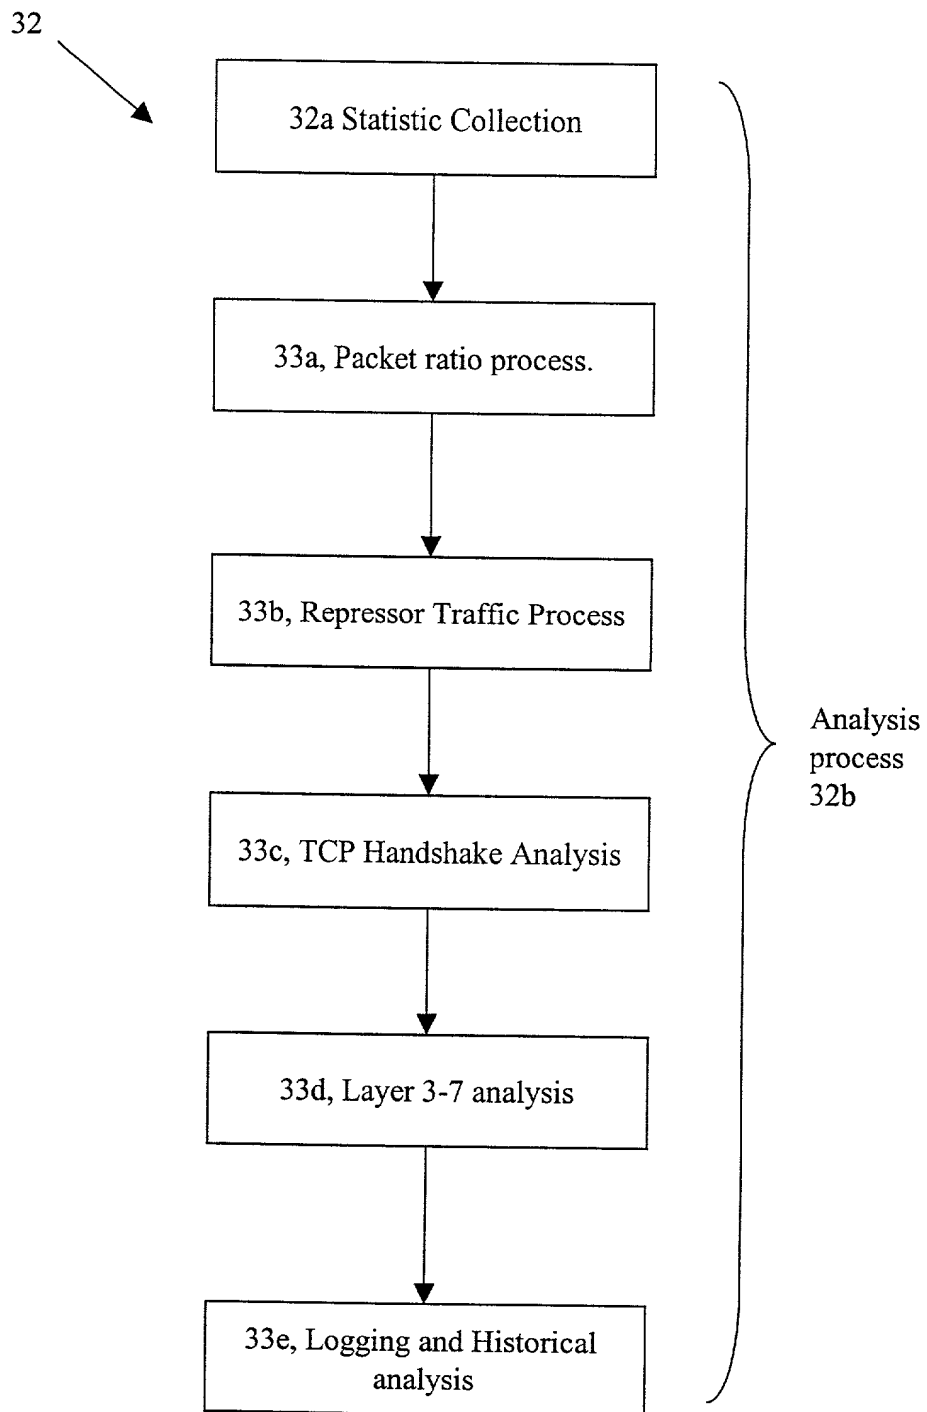 32
32a Statistic Collection
33a, Packet ratio process.
33b, Repressor Traffic Process
33c, TCP Handshake Analysis
33d, Layer 3-7 analysis
33e, Logging and Historical
analysis
Analysis
process
32b